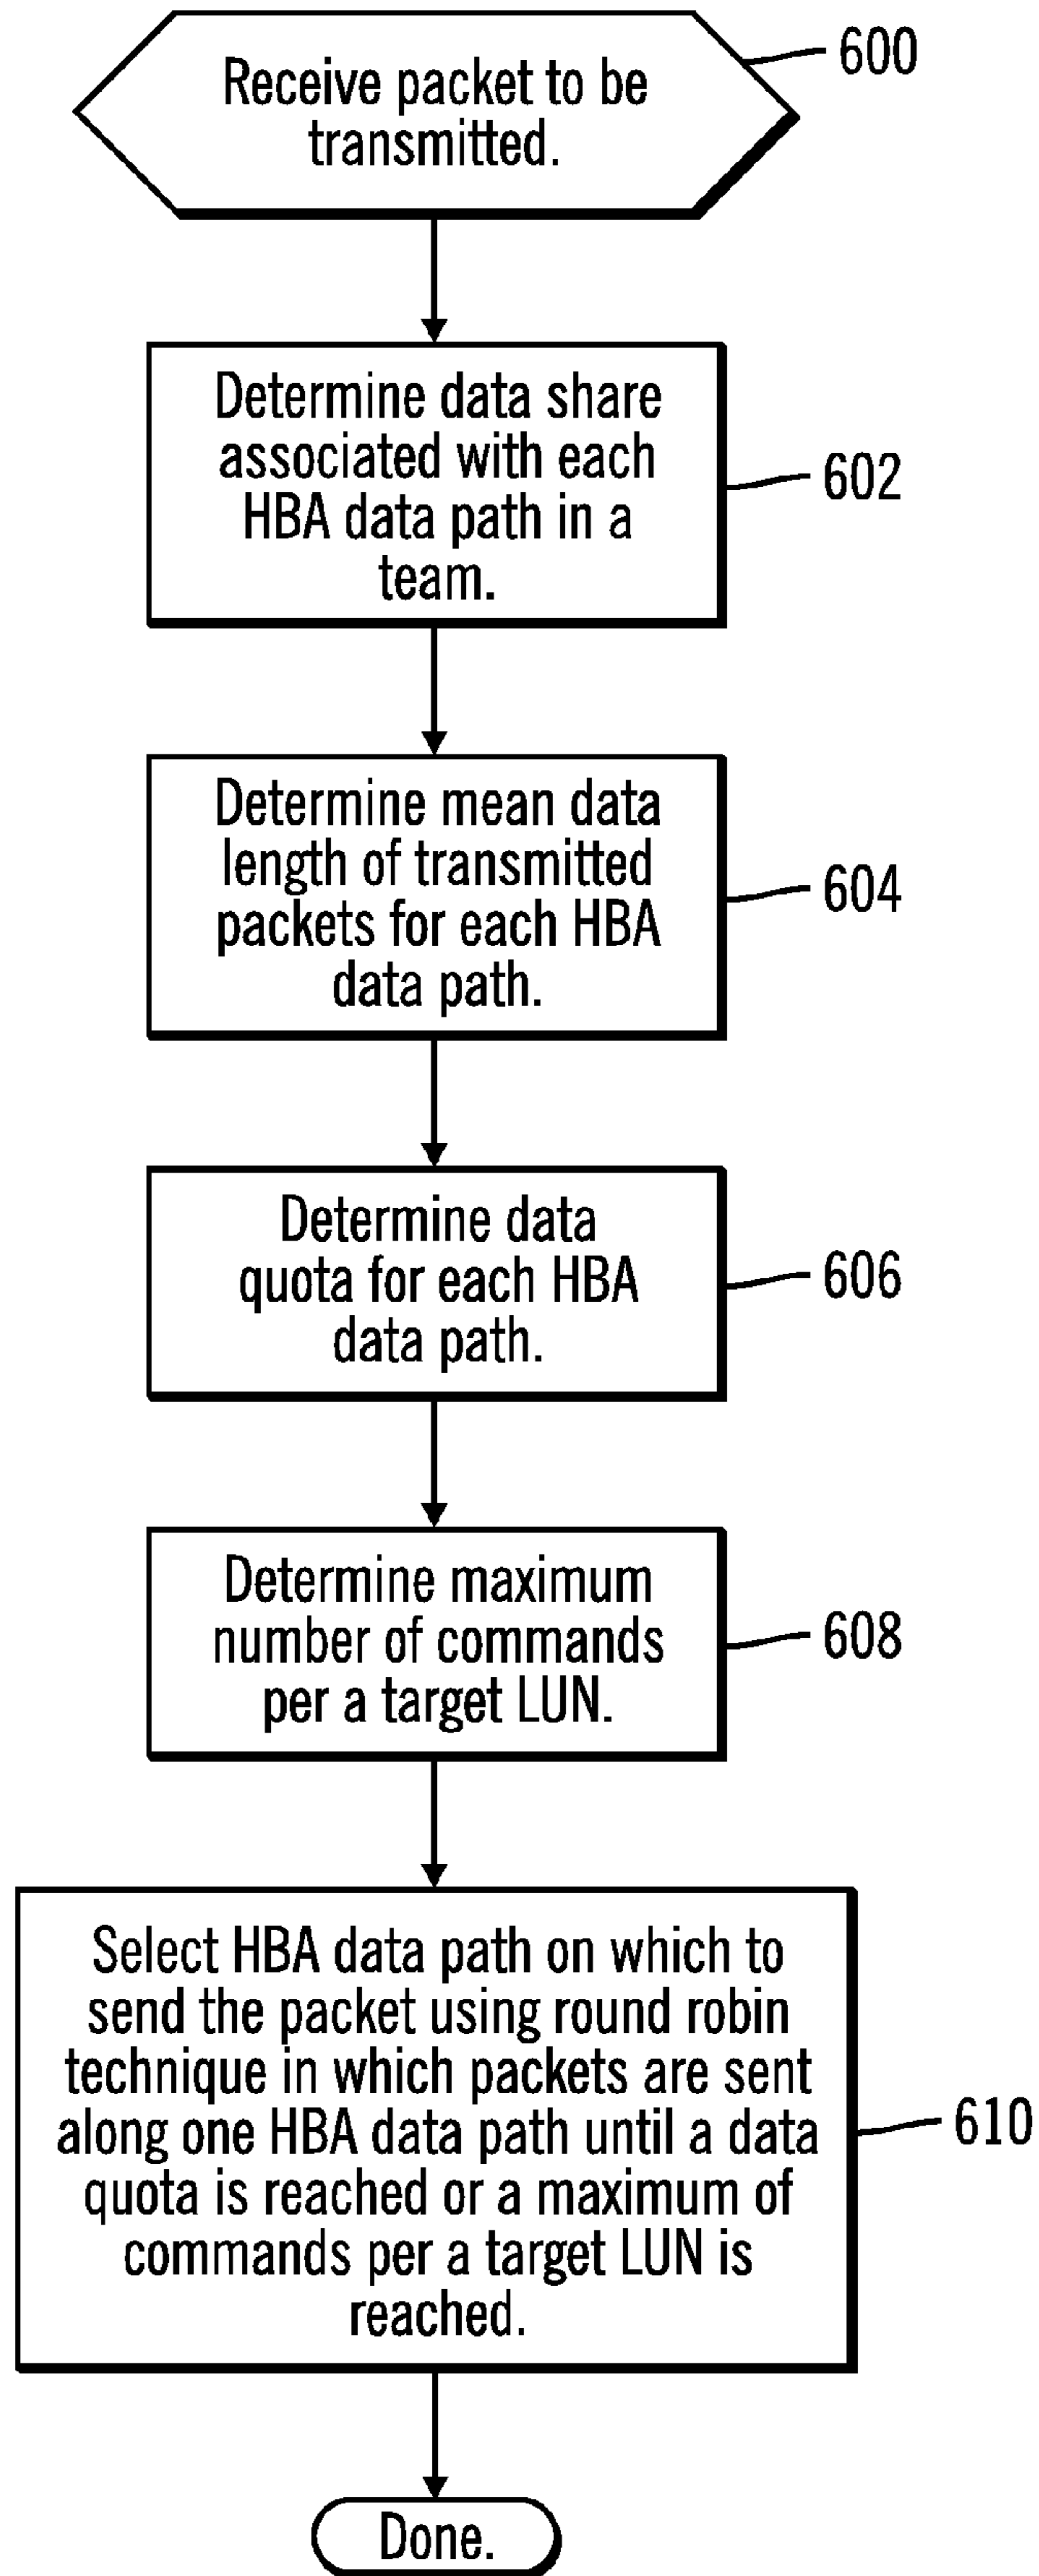 Receive packet to be
transmitted.
600
Determine data share
associated with each
HBA data path in a
team.
602
Determine mean data
length of transmitted
packets for each HBA
data path.
604
Determine data
quota for each HBA
data path.
606
Determine maximum
number of commands
per a target LUN.
608
Select HBA data path on which to
send the packet using round robin
technique in which packets are sent
along one HBA data path until a data
quota is reached or a maximum of
commands per a target LUN is
reached.
610
Done.